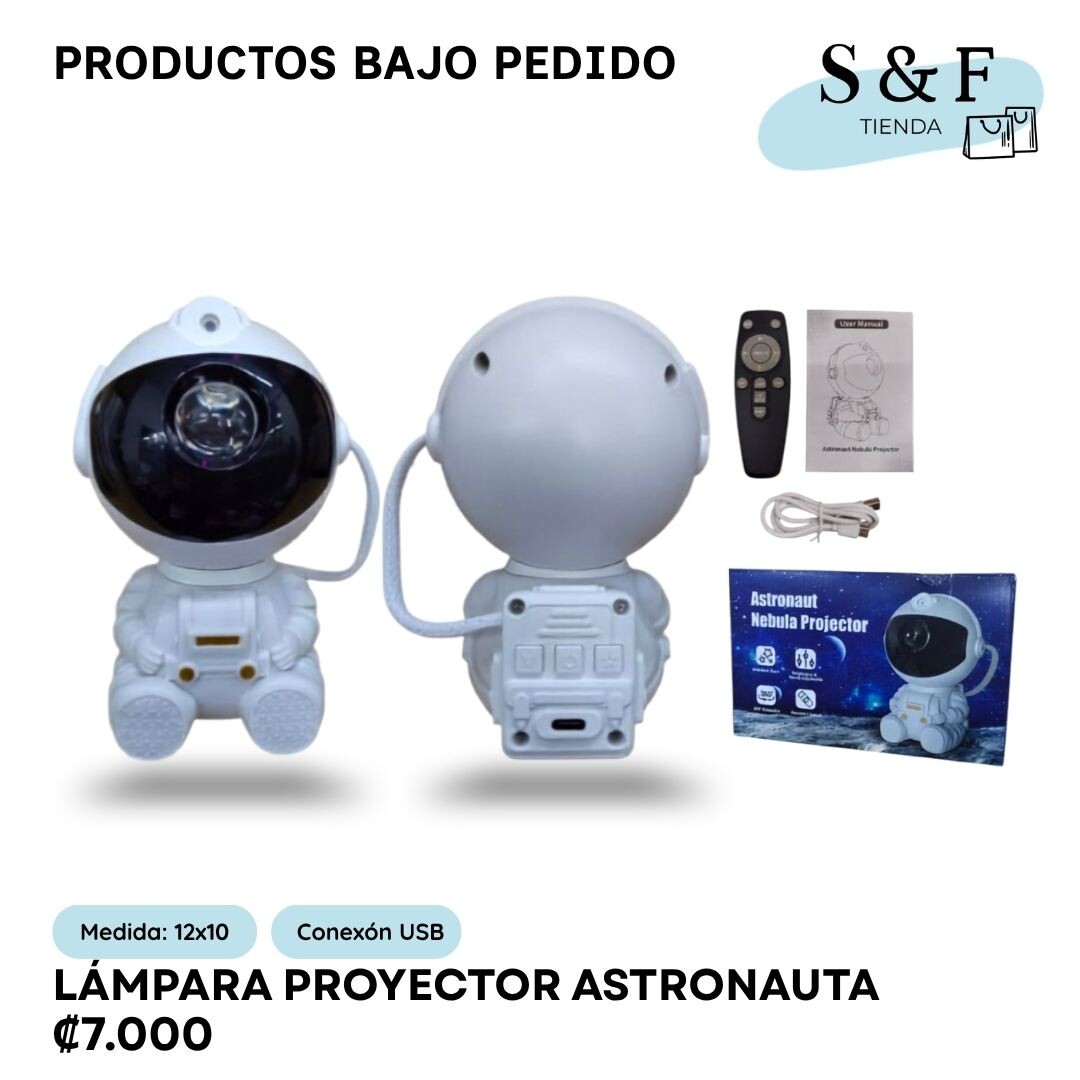 PRODUCTOS BAJO PEDIDO
S & F
TIENDA
User Manual
Astronaut Nebula Projector
Astronaut
Nebula Projector
Medida: 12x10
Conexón USB
LÁMPARA PROYECTOR ASTRONAUTA
₡7.000